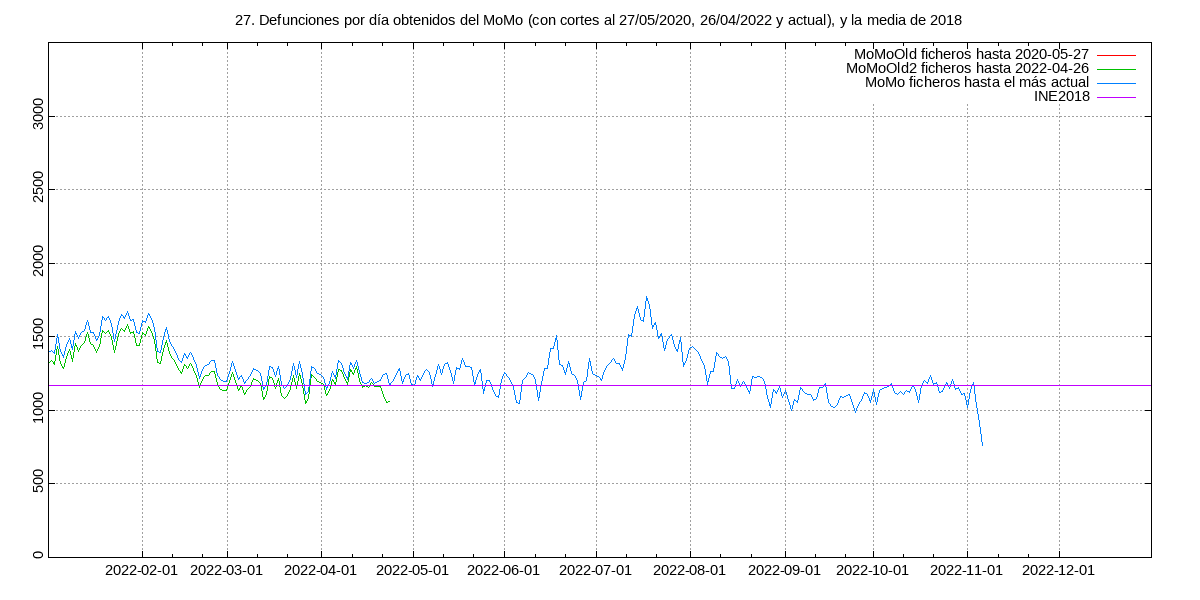 27. Defunciones por día obtenidos del MoMo (con cortes al 27/05/2020, 26/04/2022 y actual), y la media de 2018
MoMoOld ficheros hasta 2020-05-27
MoMoOld2 ficheros hasta 2022-04-26
MoMo ficheros hasta el más actual
INE2018
3000
2500
2000
1500
1000
500
0
2022-02-01 2022-03-01 2022-04-01 2022-05-01 2022-06-01 2022-07-01 2022-08-01 2022-09-01 2022-10-01 2022-11-01 2022-12-01